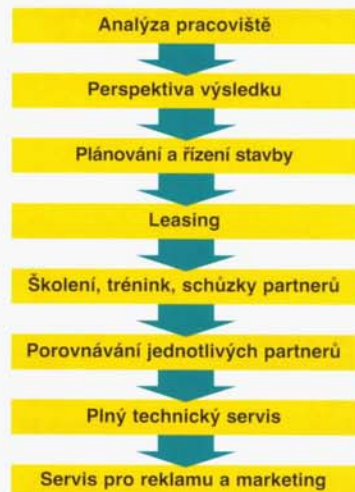 Analýza pracoviště
Perspektiva výsledku
Plánování a řízení stavby
Leasing
Školení, trénink, schůzky partnerů
Porovnávání jednotlivých partnerů
Plný technický servis
Servis pro reklamu a marketing